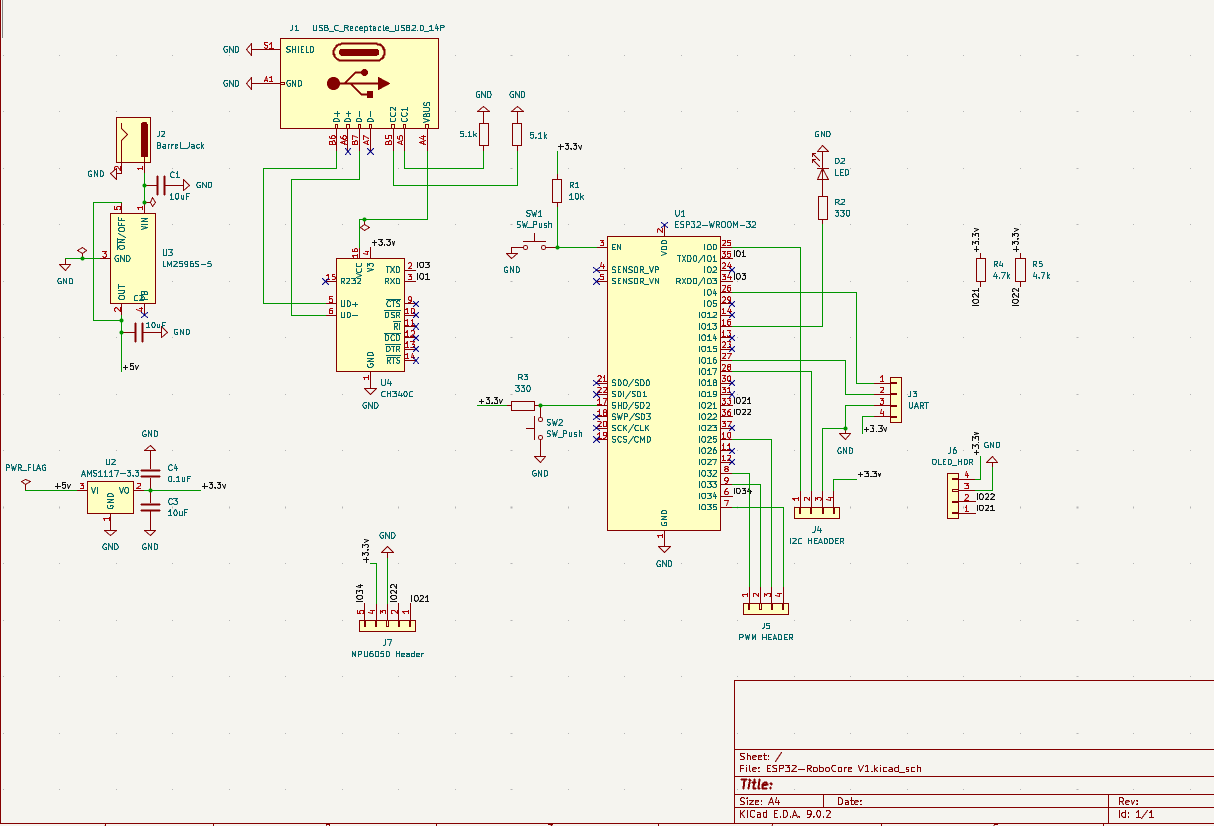 J1 USB_C_Receptacle_USB2.0_14P
GND S1 SHIELD
GND A1 GND
D+ D+ D- D- CC2 CC1 VBUS
B6 A6 B7 A7 B5 A5 A4
GND GND
5.1k 5.1k
J2
Barrel_Jack
GND 2 1
C1
10uF
GND
5 1
ON/OFF VIN
3 GND
GND
U3
LM2596S-5
OUT FB
2 4
C2
10uF
GND
+5v
+3.3v
R1
10k
SW1
SW_Push
GND
GND
D2
LED
R2
330
+3.3v
16 4
VCC V3
15 R232
TXD 2 IO3
RXD 3 IO1
5 UD+
6 UD-
CTS 9
DSR 10
RI 11
DCD 12
DTR 13
RTS 14
GND
1
U4
CH340C
GND
U1
ESP32-WROOM-32
2
VDD
3 EN
4 SENSOR_VP
5 SENSOR_VN
21 SD0/SD0
22 SDI/SD1
17 SHD/SD2
18 SWP/SD3
20 SCK/CLK
19 SCS/CMD
IO0 25
TXD0/IO1 35 IO1
IO2 24
RXD0/IO3 34 IO3
IO4 26
IO5 29
IO12 14
IO13 16
IO14 13
IO15 23
IO16 27
IO17 28
IO18 30
IO19 31
IO21 33 IO21
IO22 36 IO22
IO23 37
IO25 10
IO26 11
IO27 12
IO32 8
IO33 9
IO34 6 IO34
IO35 7
GND
1
GND
R3
330
+3.3v
SW2
SW_Push
GND
+3.3v +3.3v
R4
4.7k
R5
4.7k
IO21 IO22
1
2
3
4
J3
UART
GND
+3.3v
+3.3v
1 2 3 4
J4
I2C HEADDER
J6
OLED_HDR
+3.3v
GND
4
3
2 IO22
1 IO21
1 2 3 4
J5
PWM HEADER
PWR_FLAG
+5v
U2
AMS1117-3.3
3 VI VO 2
GND
1
GND
GND
C4
0.1uF
+3.3v
C3
10uF
GND
GND
+3.3v
IO34 IO22 IO21
5 4 3 2 1
J7
NPU6050 Header
Sheet: /
File: ESP32-RoboCore V1.kicad_sch
Title:
Size: A4 Date: Rev:
KiCad E.D.A. 9.0.2 Id: 1/1